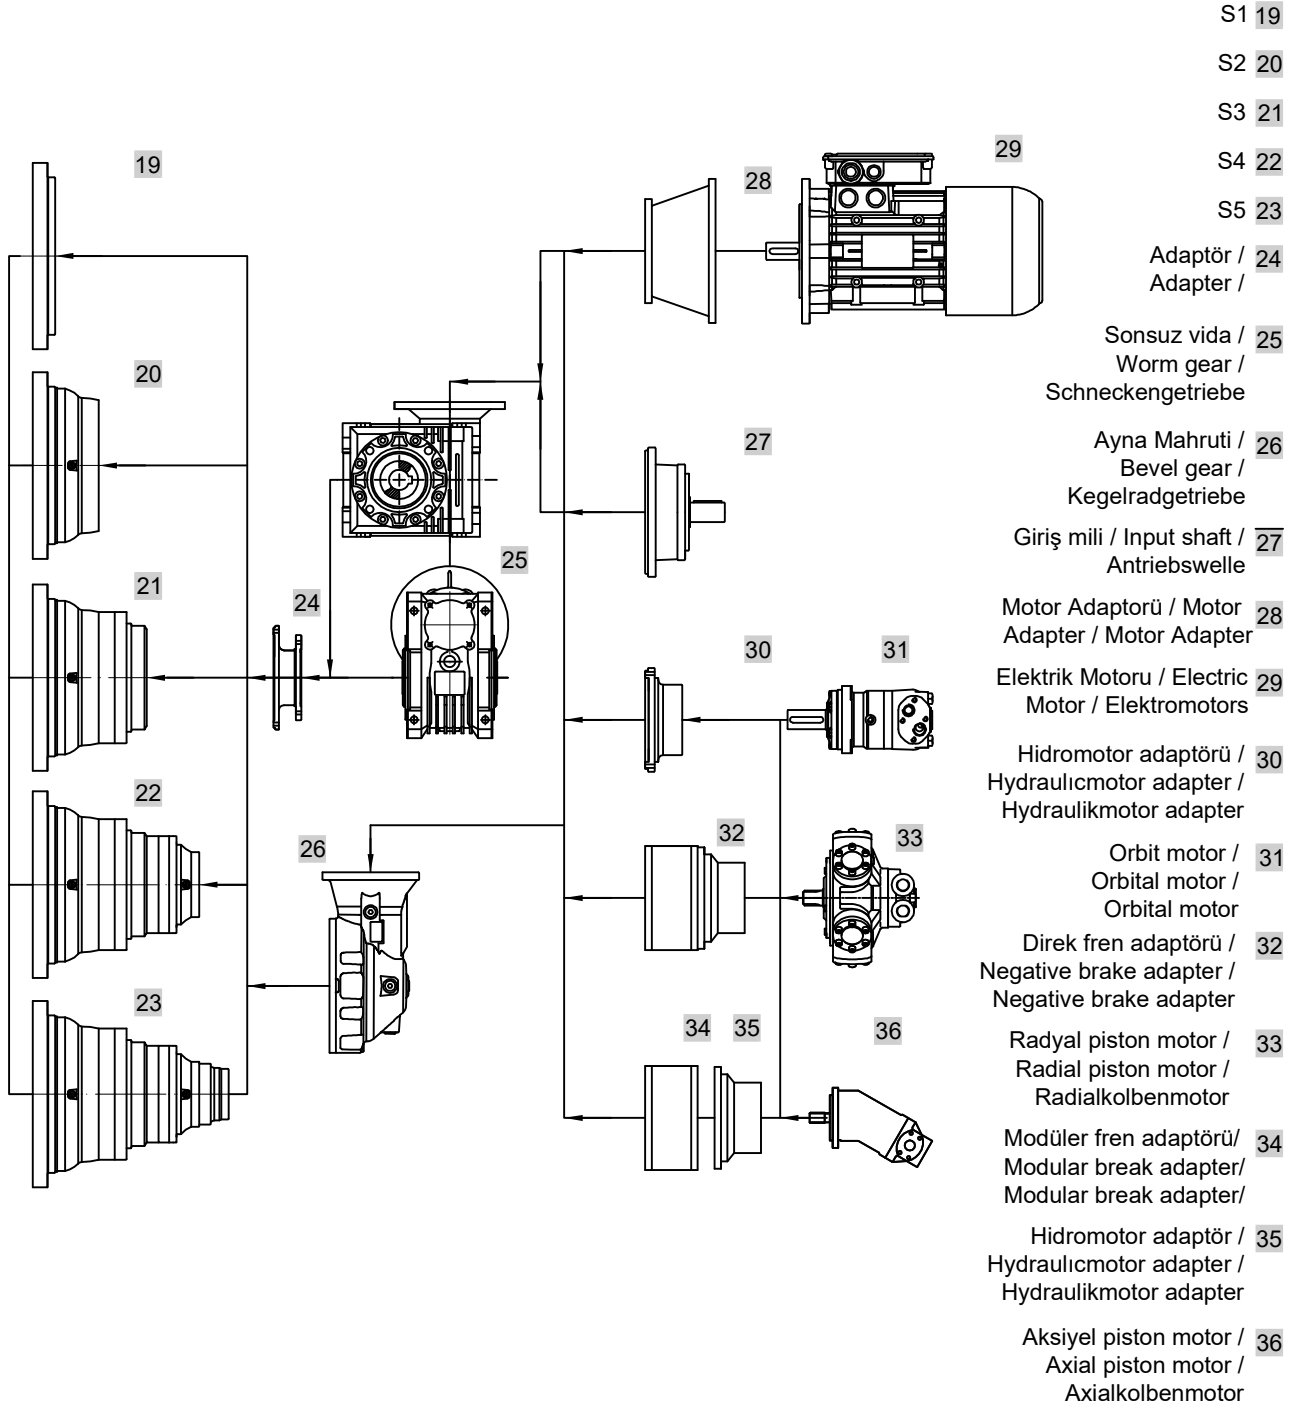 S1 19
S2 20
S3 21
S4 22
S5 23
Adaptör / 24
Adapter /
Sonsuz vida / 25
Worm gear /
Schneckengetriebe
Ayna Mahruti / 26
Bevel gear /
Kegelradgetriebe
Giriş mili / Input shaft / 27
Antriebswelle
Motor Adaptorü / Motor 28
Adapter / Motor Adapter
Elektrik Motoru / Electric 29
Motor / Elektromotors
Hidromotor adaptörü / 30
Hydraulıcmotor adapter /
Hydraulikmotor adapter
Orbit motor / 31
Orbital motor /
Orbital motor
Direk fren adaptörü / 32
Negative brake adapter /
Negative brake adapter
Radyal piston motor / 33
Radial piston motor /
Radialkolbenmotor
Modüler fren adaptörü/ 34
Modular break adapter/
Modular break adapter/
Hidromotor adaptör / 35
Hydraulıcmotor adapter /
Hydraulikmotor adapter
Aksiyel piston motor / 36
Axial piston motor /
Axialkolbenmotor
19
20
21
22
23
24
25
26
27
28
29
30
31
32
33
34
35
36